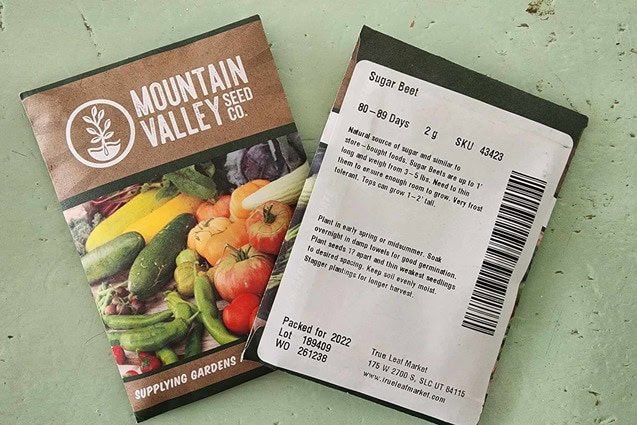 MOUNTAIN
VALLEY
SEED
CO.
SUPPLYING GARDENS
Sugar Beet
80-89 Days 2 g SKU 43423
Natural source of sugar and similar to
store-bought foods. Sugar Beets are up to 1'
long and weigh from 3-5 lbs. Need to thin
them to ensure enough room to grow. Very frost
tolerant. Tops can grow 1-2' tall.
Plant in early spring or midsummer. Soak
overnight in damp towels for good germination.
Plant seeds 1? apart and thin weakest seedlings
to desired spacing. Keep soil evenly moist.
Stagger plantings for longer harvest.
Packed for 2022
Lot 189409
WO 261238
True Leaf Market
175 W 2700 S, SLC UT 84115
www.trueleafmarket.com